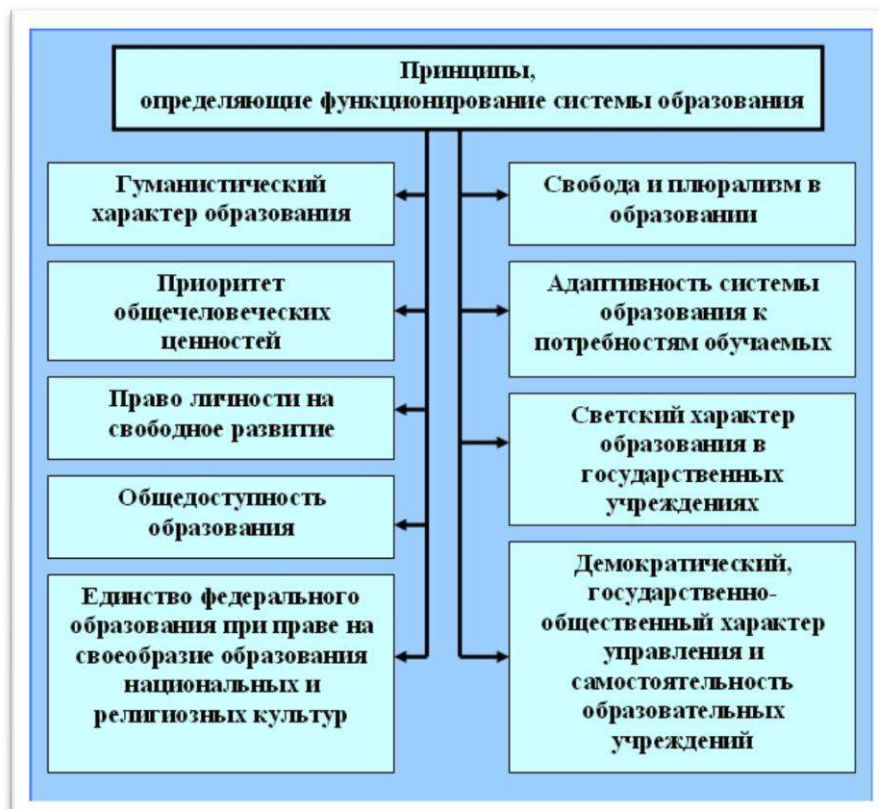 Принципы,
определяющие функционирование системы образования
Гуманистический
характер образования
Приоритет
общечеловеческих
ценностей
Право личности на
свободное развитие
Общедоступность
образования
Единство федерального
образования при праве на
своеобразие образования
национальных и
религиозных культур
Свобода и плюрализм в
образовании
Адаптивность системы
образования к
потребностям обучаемых
Светский характер
образования в
государственных
учреждениях
Демократический,
государственно-
общественный характер
управления и
самостоятельность
образовательных
учреждений